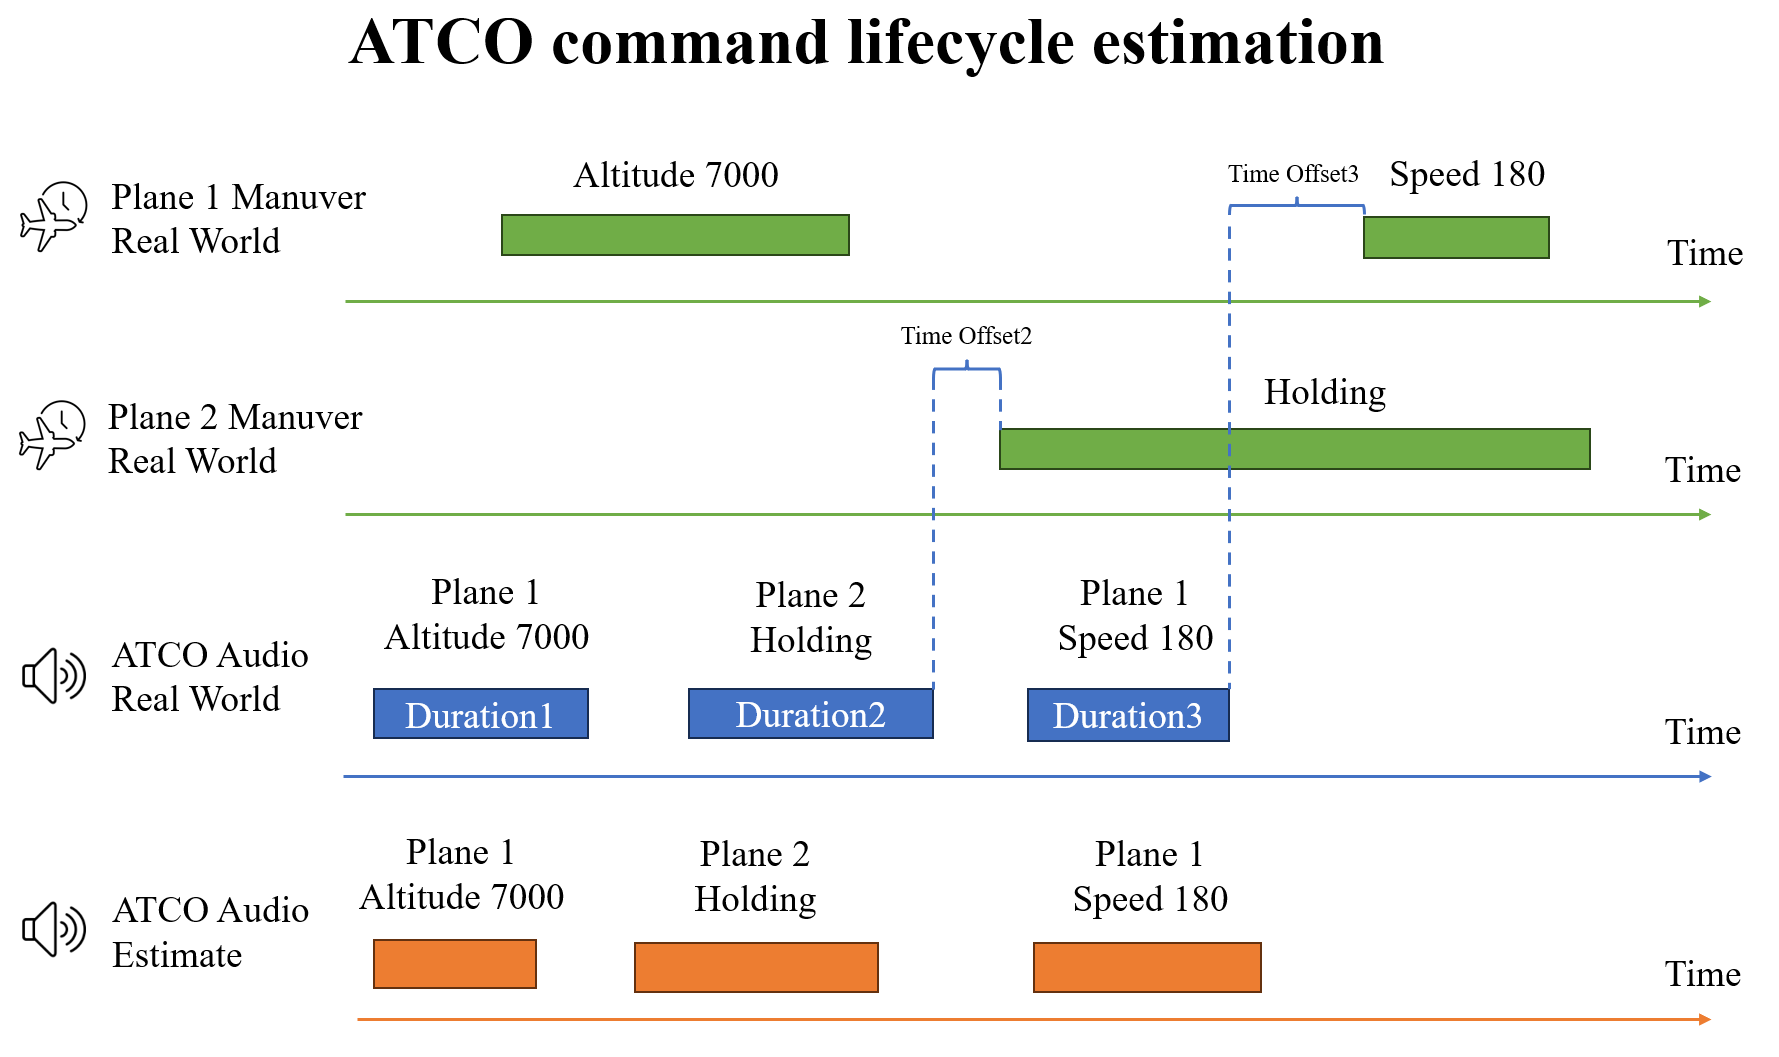 ATCO command lifecycle estimation
Plane 1 Manuver
Real World
Altitude 7000
Time Offset3
Speed 180
Time
Time Offset2
Plane 2 Manuver
Real World
Holding
Time
ATCO Audio
Real World
Plane 1
Altitude 7000
Duration1
Plane 2
Holding
Duration2
Plane 1
Speed 180
Duration3
Time
ATCO Audio
Estimate
Plane 1
Altitude 7000
Plane 2
Holding
Plane 1
Speed 180
Time